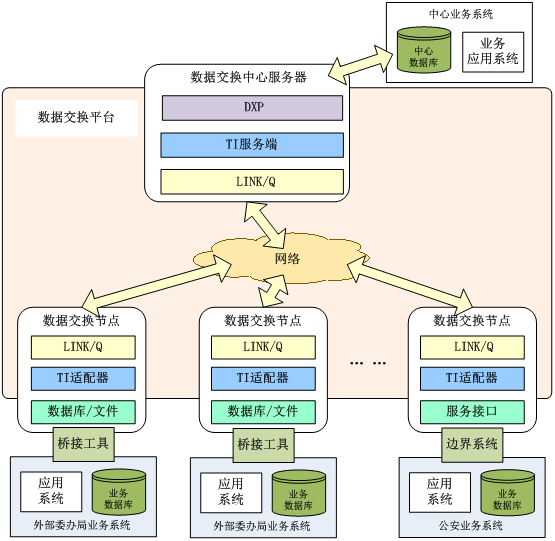 中心业务系统
中心
数据库
业务
应用系统
数据交换中心服务器
数据交换平台
DXP
TI服务端
LINK/Q
网络
数据交换节点
LINK/Q
TI适配器
数据库/文件
桥接工具
应用
系统
业务
数据库
外部委办局业务系统
数据交换节点
LINK/Q
TI适配器
数据库/文件
桥接工具
应用
系统
业务
数据库
外部委办局业务系统
... ...
数据交换节点
LINK/Q
TI适配器
服务接口
边界系统
应用
系统
业务
数据库
公安业务系统